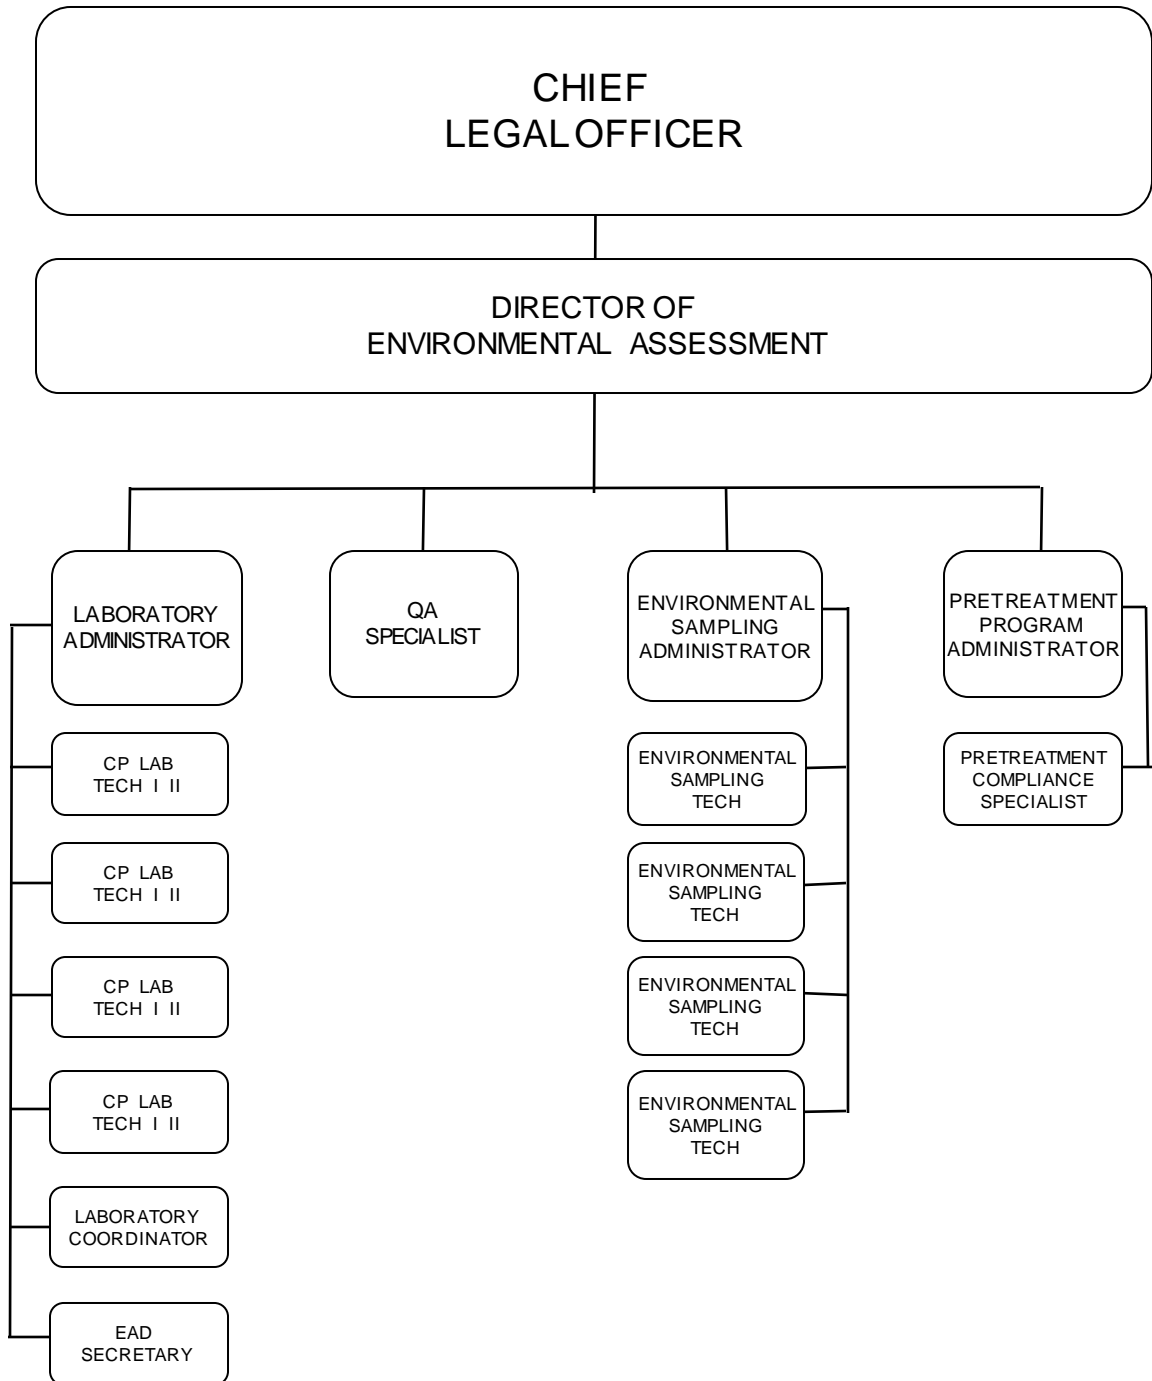 CHIEF
LEGAL OFFICER
DIRECTOR OF
ENVIRONMENTAL ASSESSMENT
LABORATORY
ADMINISTRATOR
QA
SPECIALIST
ENVIRONMENTAL
SAMPLING
ADMINISTRATOR
PRETREATMENT
PROGRAM
ADMINISTRATOR
CP LAB
TECH I II
CP LAB
TECH I II
CP LAB
TECH I II
CP LAB
TECH I II
LABORATORY
COORDINATOR
EAD
SECRETARY
ENVIRONMENTAL
SAMPLING
TECH
ENVIRONMENTAL
SAMPLING
TECH
ENVIRONMENTAL
SAMPLING
TECH
ENVIRONMENTAL
SAMPLING
TECH
PRETREATMENT
COMPLIANCE
SPECIALIST